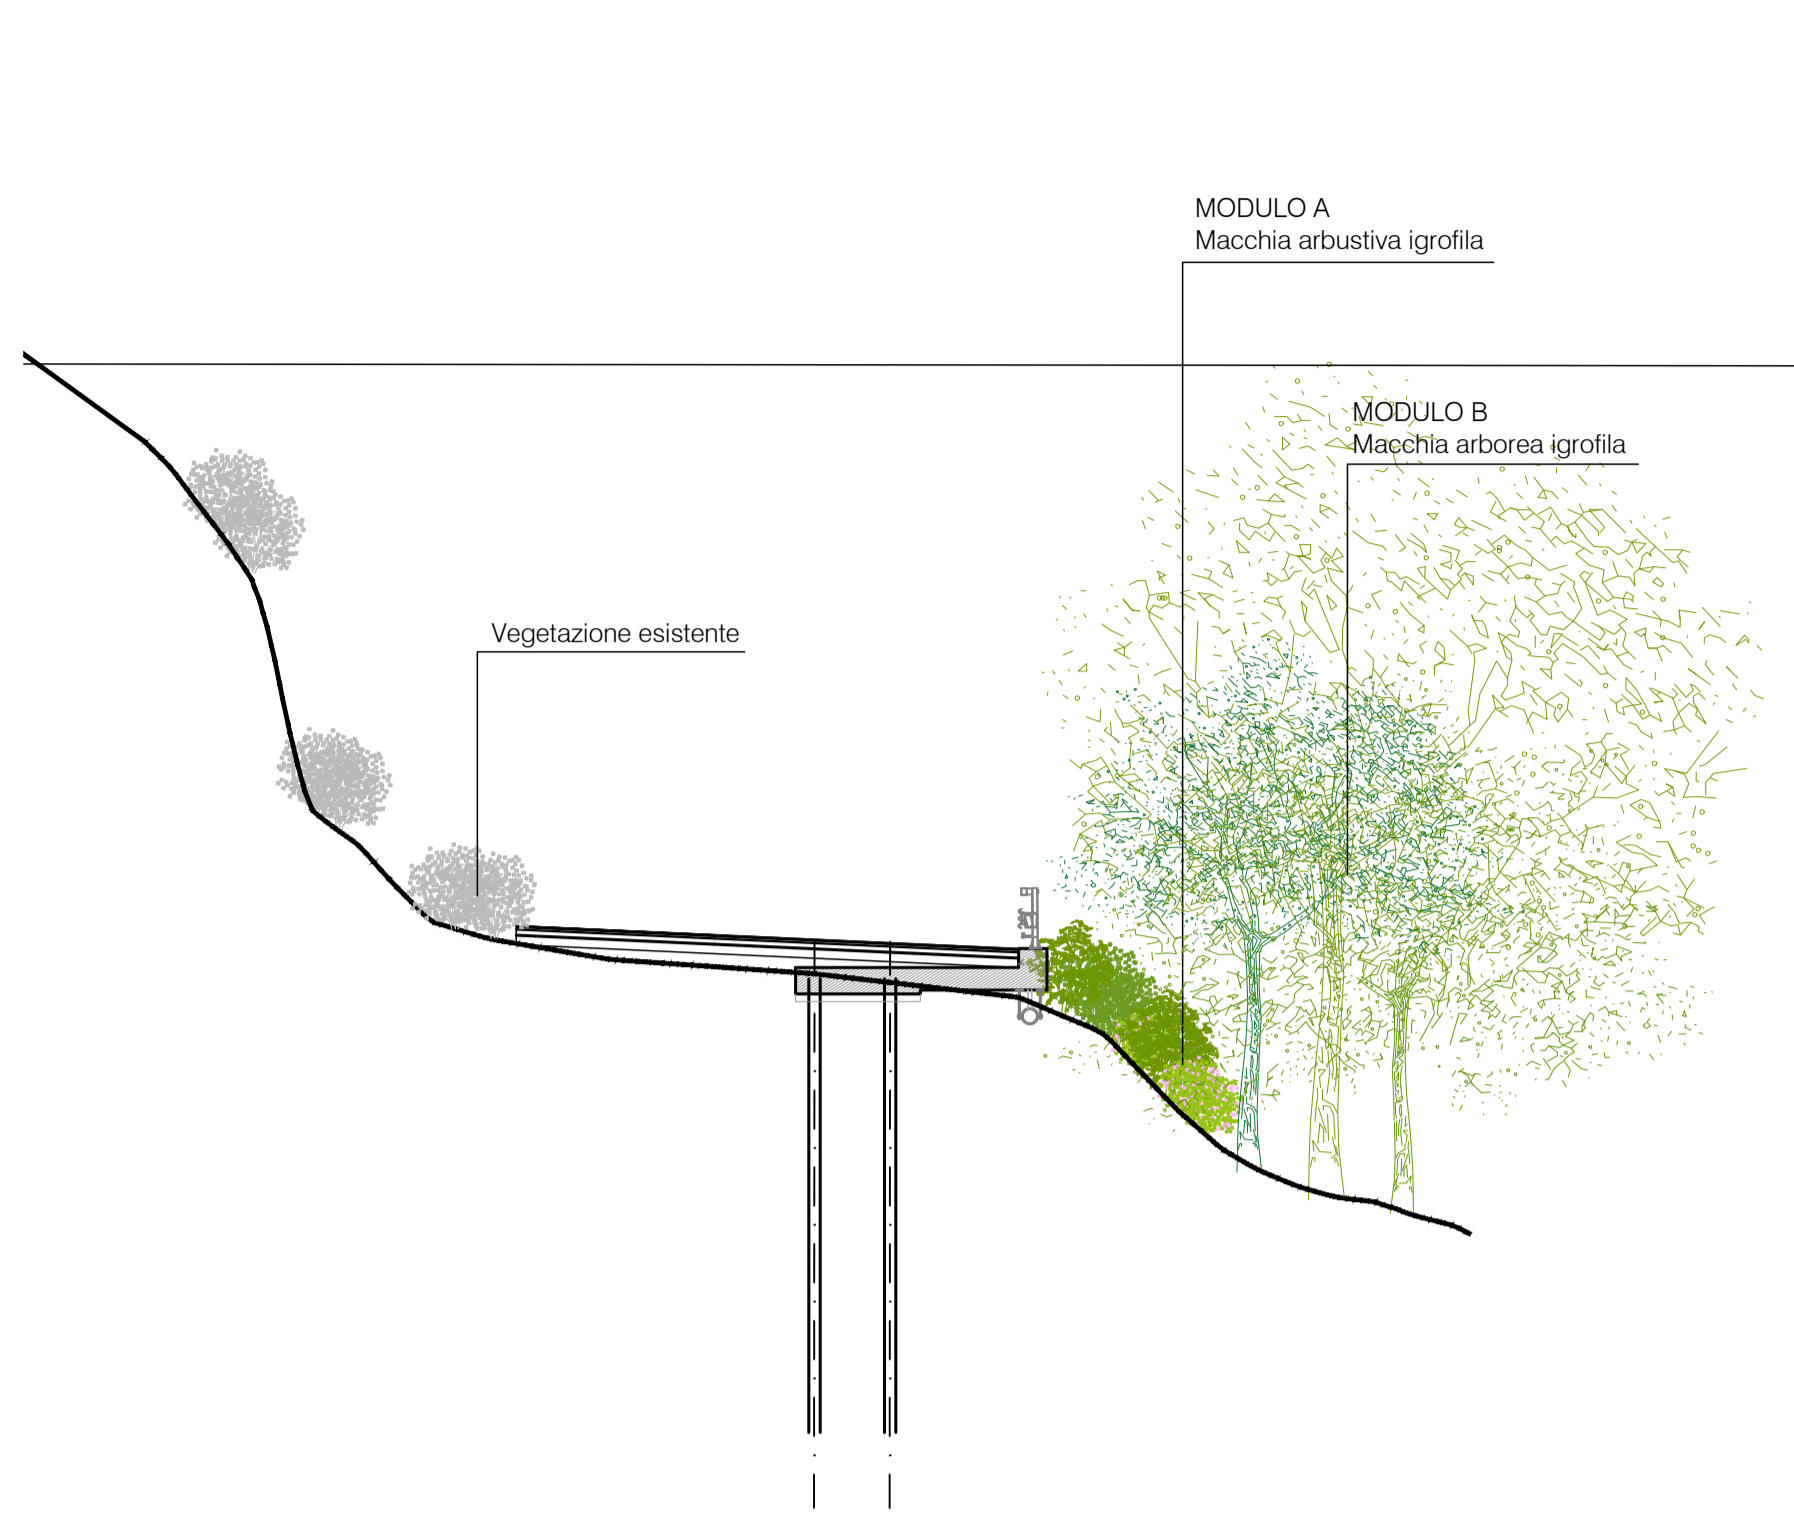 MODULO A
Macchia arbustiva igrofila
MODULO B
Macchia arborea igrofila
Vegetazione esistente